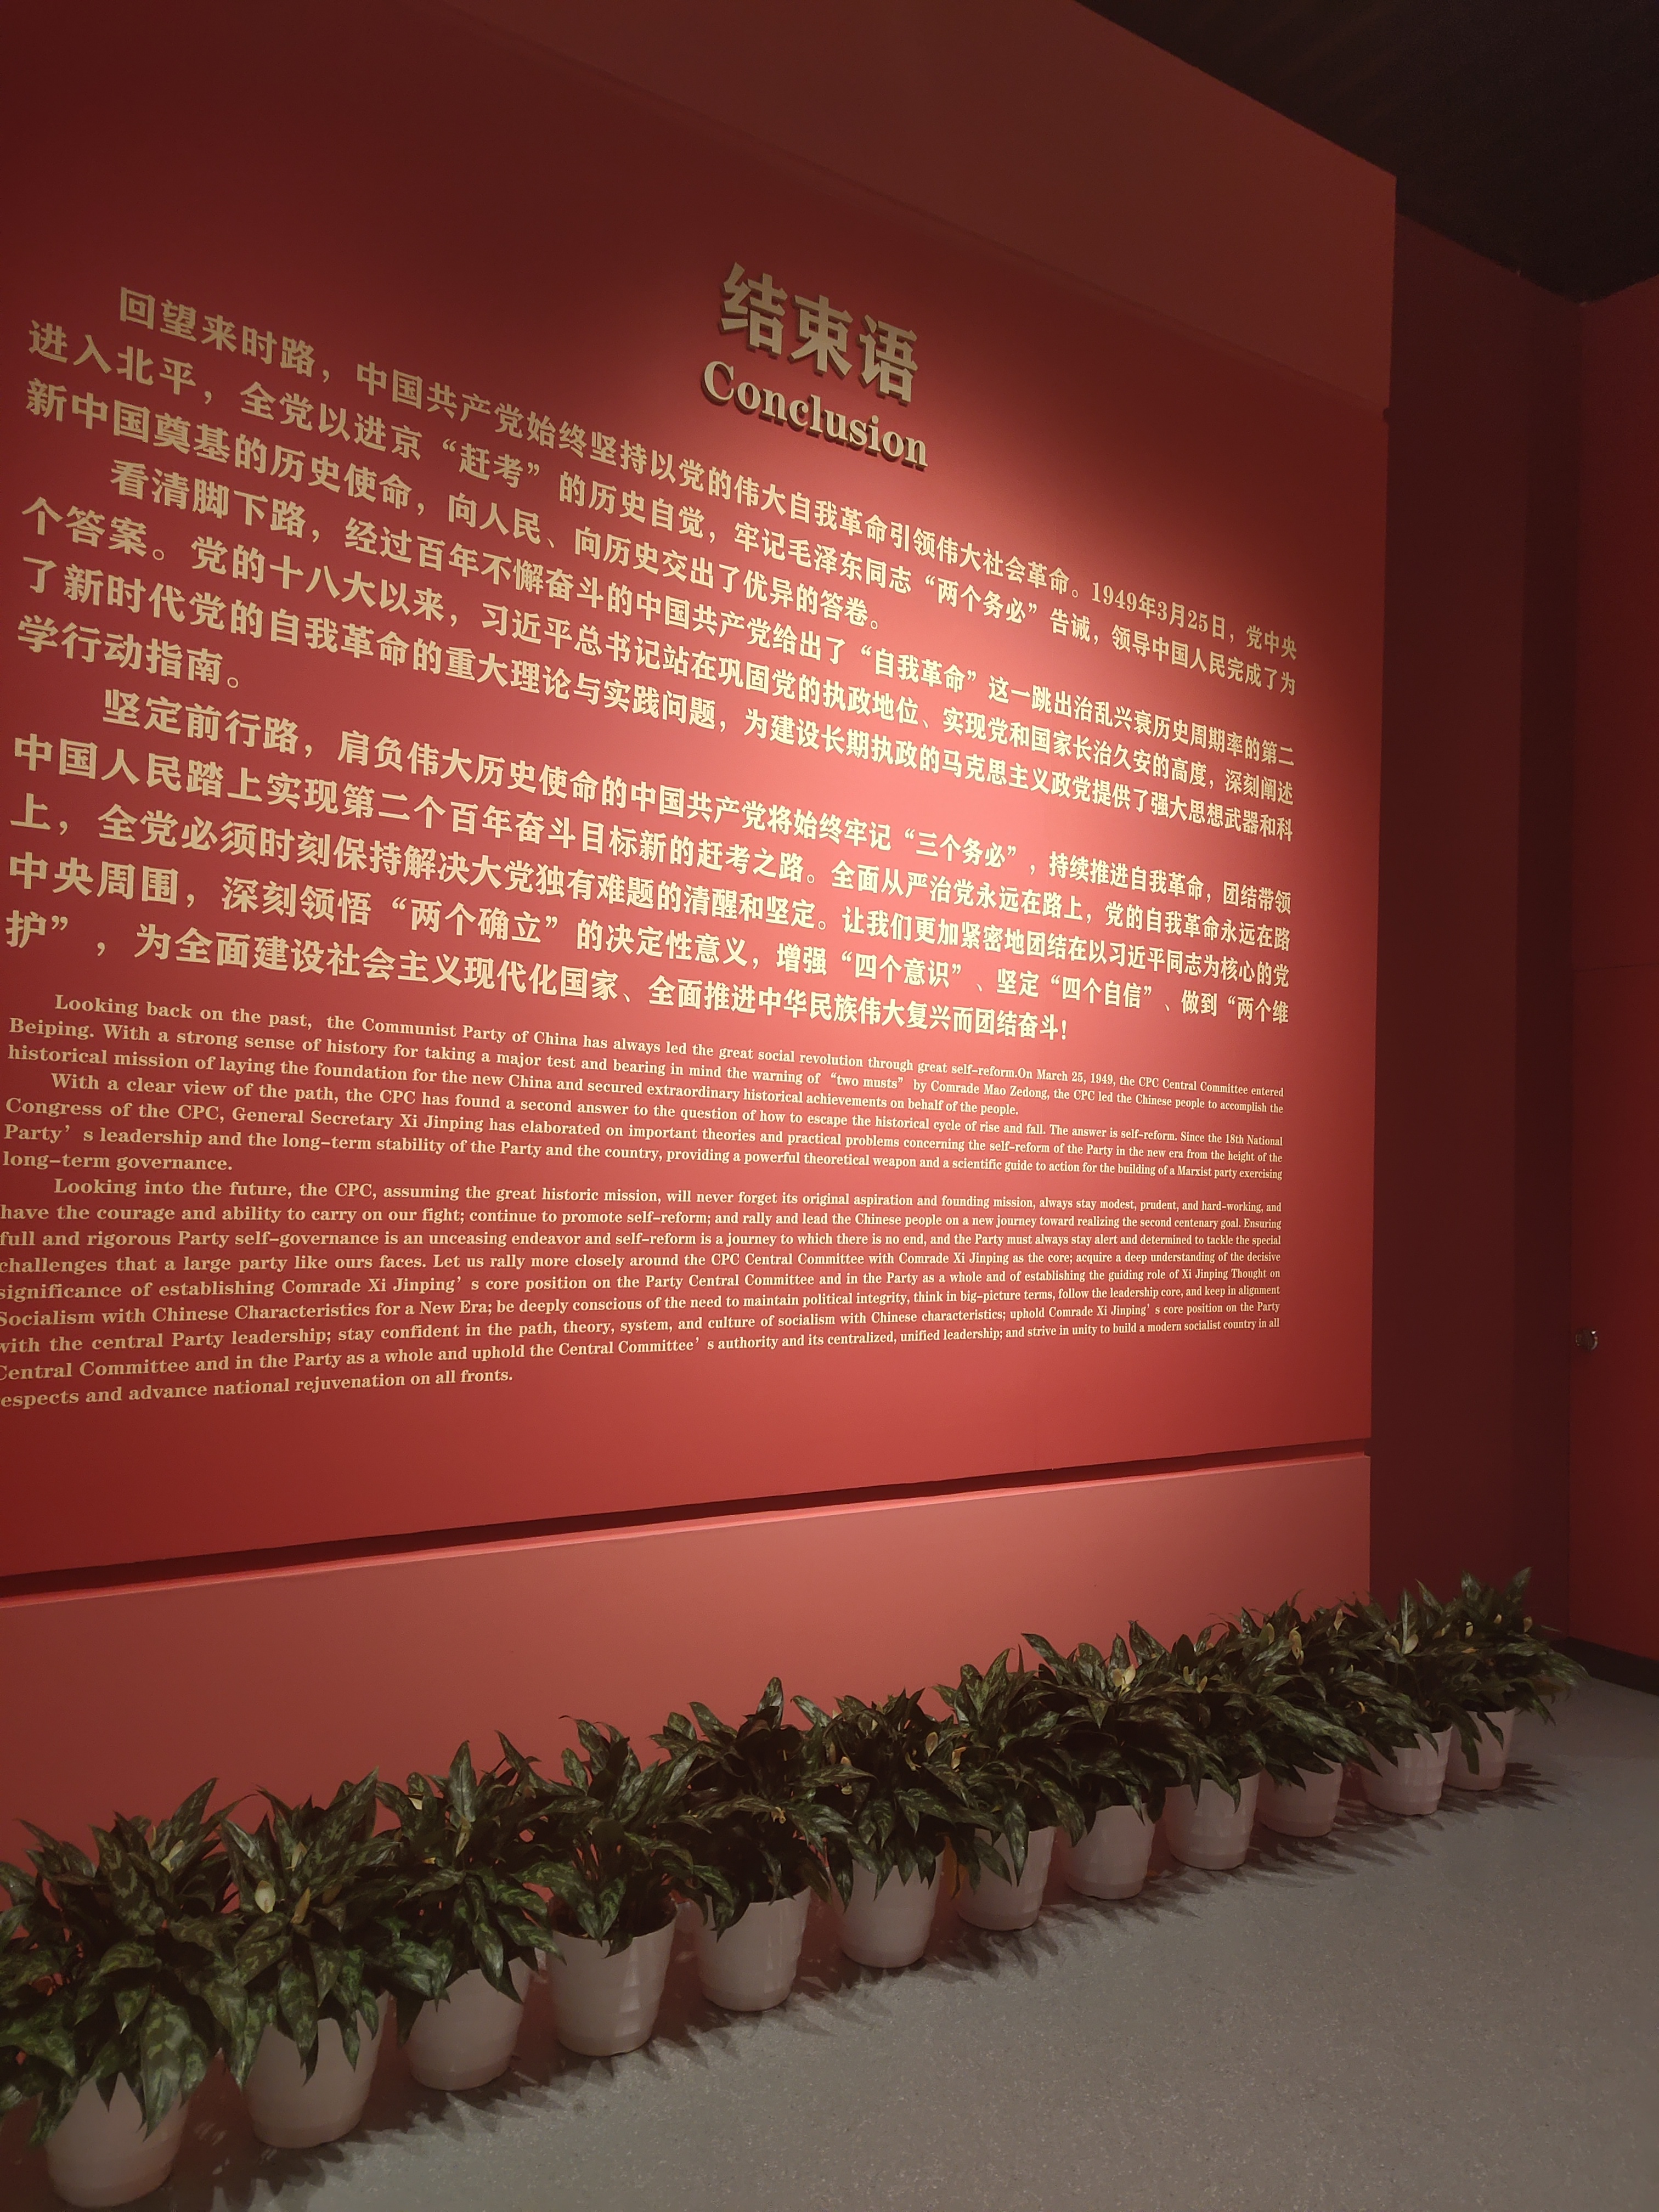 结束语
Conclusion
回望来时路，中国共产党始终坚持以党的伟大自我革命引领伟大社会革命。1949年3月25日，党中央
进入北平，全党以进京“赶考”的历史自觉，牢记毛泽东同志“两个务必”告诫，领导中国人民完成了为
新中国奠基的历史使命，向人民、向历史交出了优异的答卷。
看清脚下路，经过百年不懈奋斗的中国共产党给出了“自我革命”这一跳出治乱兴衰历史周期率的第二
个答案。党的十八大以来，习近平总书记站在巩固党的执政地位、实现党和国家长治久安的高度，深刻阐述
了新时代党的自我革命的重大理论与实践问题，为建设长期执政的马克思主义政党提供了强大思想武器和科
学行动指南。
坚定前行路，肩负伟大历史使命的中国共产党将始终牢记“三个务必”，持续推进自我革命，团结带领
中国人民踏上实现第二个百年奋斗目标新的赶考之路。全面从严治党永远在路上，党的自我革命永远在路
上，全党必须时刻保持解决大党独有难题的清醒和坚定。让我们更加紧密地团结在以习近平同志为核心的党
中央周围，深刻领悟“两个确立”的决定性意义，增强“四个意识”、坚定“四个自信”、做到“两个维
护”，为全面建设社会主义现代化国家、全面推进中华民族伟大复兴而团结奋斗！
Looking back on the past, the Communist Party of China has always led the great social revolution through great self-reform.On March 25, 1949, the CPC Central Committee entered
Beiping. With a strong sense of history for taking a major test and bearing in mind the warning of “two musts” by Comrade Mao Zedong, the CPC led the Chinese people to accomplish the
historical mission of laying the foundation for the new China and secured extraordinary historical achievements on behalf of the people.
With a clear view of the path, the CPC has found a second answer to the question of how to escape the historical cycle of rise and fall. The answer is self-reform. Since the 18th National
Congress of the CPC, General Secretary Xi Jinping has elaborated on important theories and practical problems concerning the self-reform of the Party in the new era from the height of the
Party’s leadership and the long-term stability of the Party and the country, providing a powerful theoretical weapon and a scientific guide to action for the building of a Marxist party exercising
long-term governance.
Looking into the future, the CPC, assuming the great historic mission, will never forget its original aspiration and founding mission, always stay modest, prudent, and hard-working, and
have the courage and ability to carry on our fight; continue to promote self-reform; and rally and lead the Chinese people on a new journey toward realizing the second centenary goal. Ensuring
full and rigorous Party self-governance is an unceasing endeavor and self-reform is a journey to which there is no end, and the Party must always stay alert and determined to tackle the special
challenges that a large party like ours faces. Let us rally more closely around the CPC Central Committee with Comrade Xi Jinping as the core; acquire a deep understanding of the decisive
significance of establishing Comrade Xi Jinping’s core position on the Party Central Committee and in the Party as a whole and of establishing the guiding role of Xi Jinping Thought on
Socialism with Chinese Characteristics for a New Era; be deeply conscious of the need to maintain political integrity, think in big-picture terms, follow the leadership core, and keep in alignment
with the central Party leadership; stay confident in the path, theory, system, and culture of socialism with Chinese characteristics; uphold Comrade Xi Jinping’s core position on the Party
Central Committee and in the Party as a whole and uphold the Central Committee’s authority and its centralized, unified leadership; and strive in unity to build a modern socialist country in all
espects and advance national rejuvenation on all fronts.